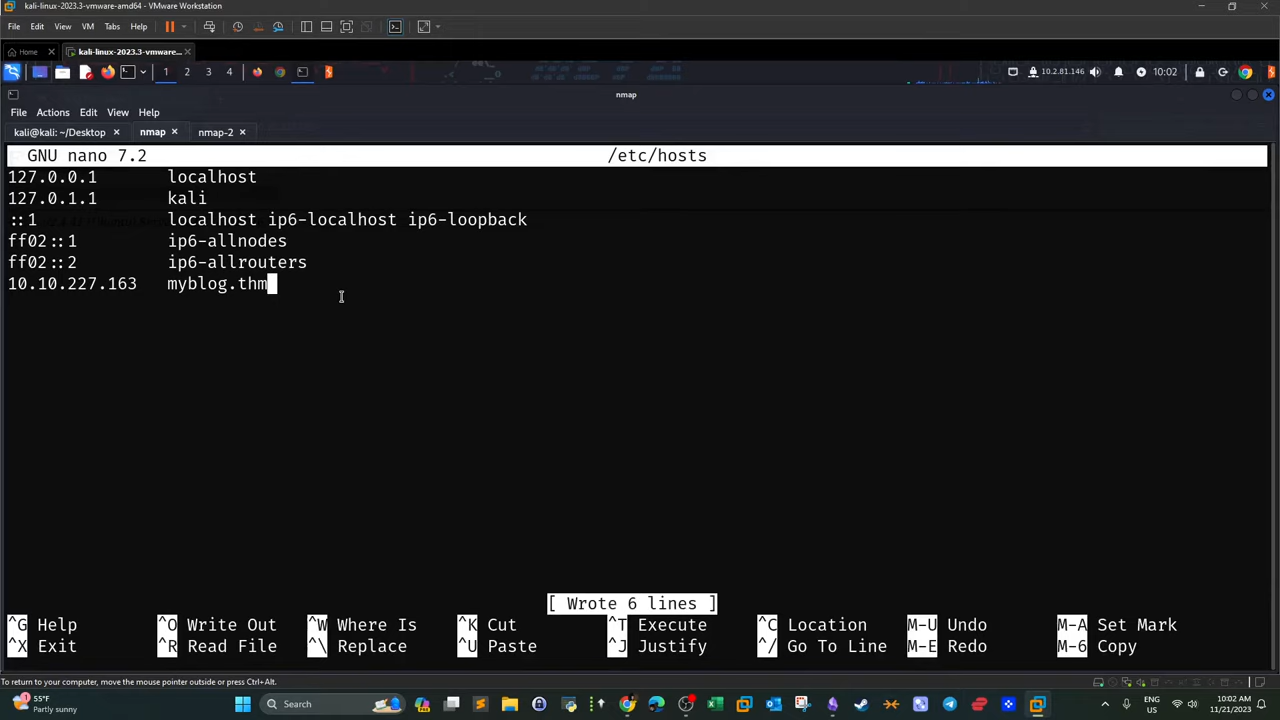 kali-linux-2023.3-vmware-amd64 - VMware Workstation
File Edit View VM Tabs Help
Home kali-linux-2023.3-vmware...
1 2 3 4 10.2.81.146 10:02
nmap
File Actions Edit View Help
kali@kali: ~/Desktop nmap nmap-2
GNU nano 7.2 /etc/hosts
127.0.0.1 localhost
127.0.1.1 kali
::1 localhost ip6-localhost ip6-loopback
ff02::1 ip6-allnodes
ff02::2 ip6-allrouters
10.10.227.163 myblog.thm
[ Wrote 6 lines ]
^G Help ^O Write Out ^W Where Is ^K Cut ^T Execute ^C Location M-U Undo M-A Set Mark
^X Exit ^R Read File ^\ Replace ^U Paste ^J Justify ^/ Go To Line M-E Redo M-6 Copy
To return to your computer, move the mouse pointer outside or press Ctrl+Alt.
55°F
Partly sunny
Search
ENG
US
10:02 AM
11/21/2023